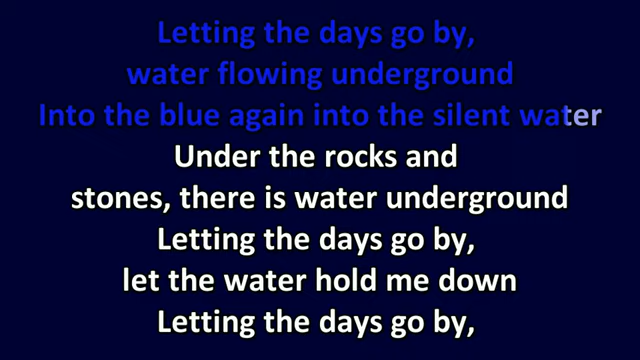 Letting the days go by,
water flowing underground
Into the blue again into the silent water
Under the rocks and
stones, there is water underground
Letting the days go by,
let the water hold me down
Letting the days go by,